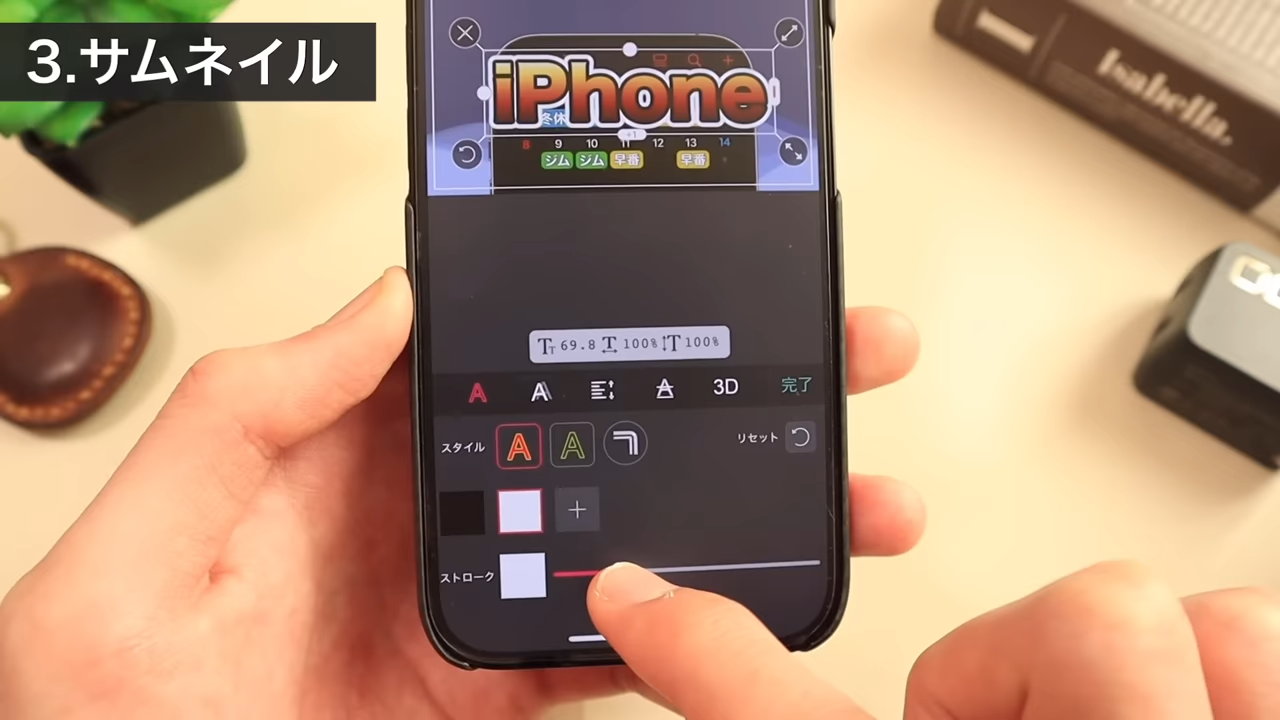 3.サムネイル
iPhone
冬休
+1
8 9 10 11 12 13 14
ジム ジム 早番 早番
Isabella.
69.8 100% 100%
3D 完了
スタイル リセット
ストローク